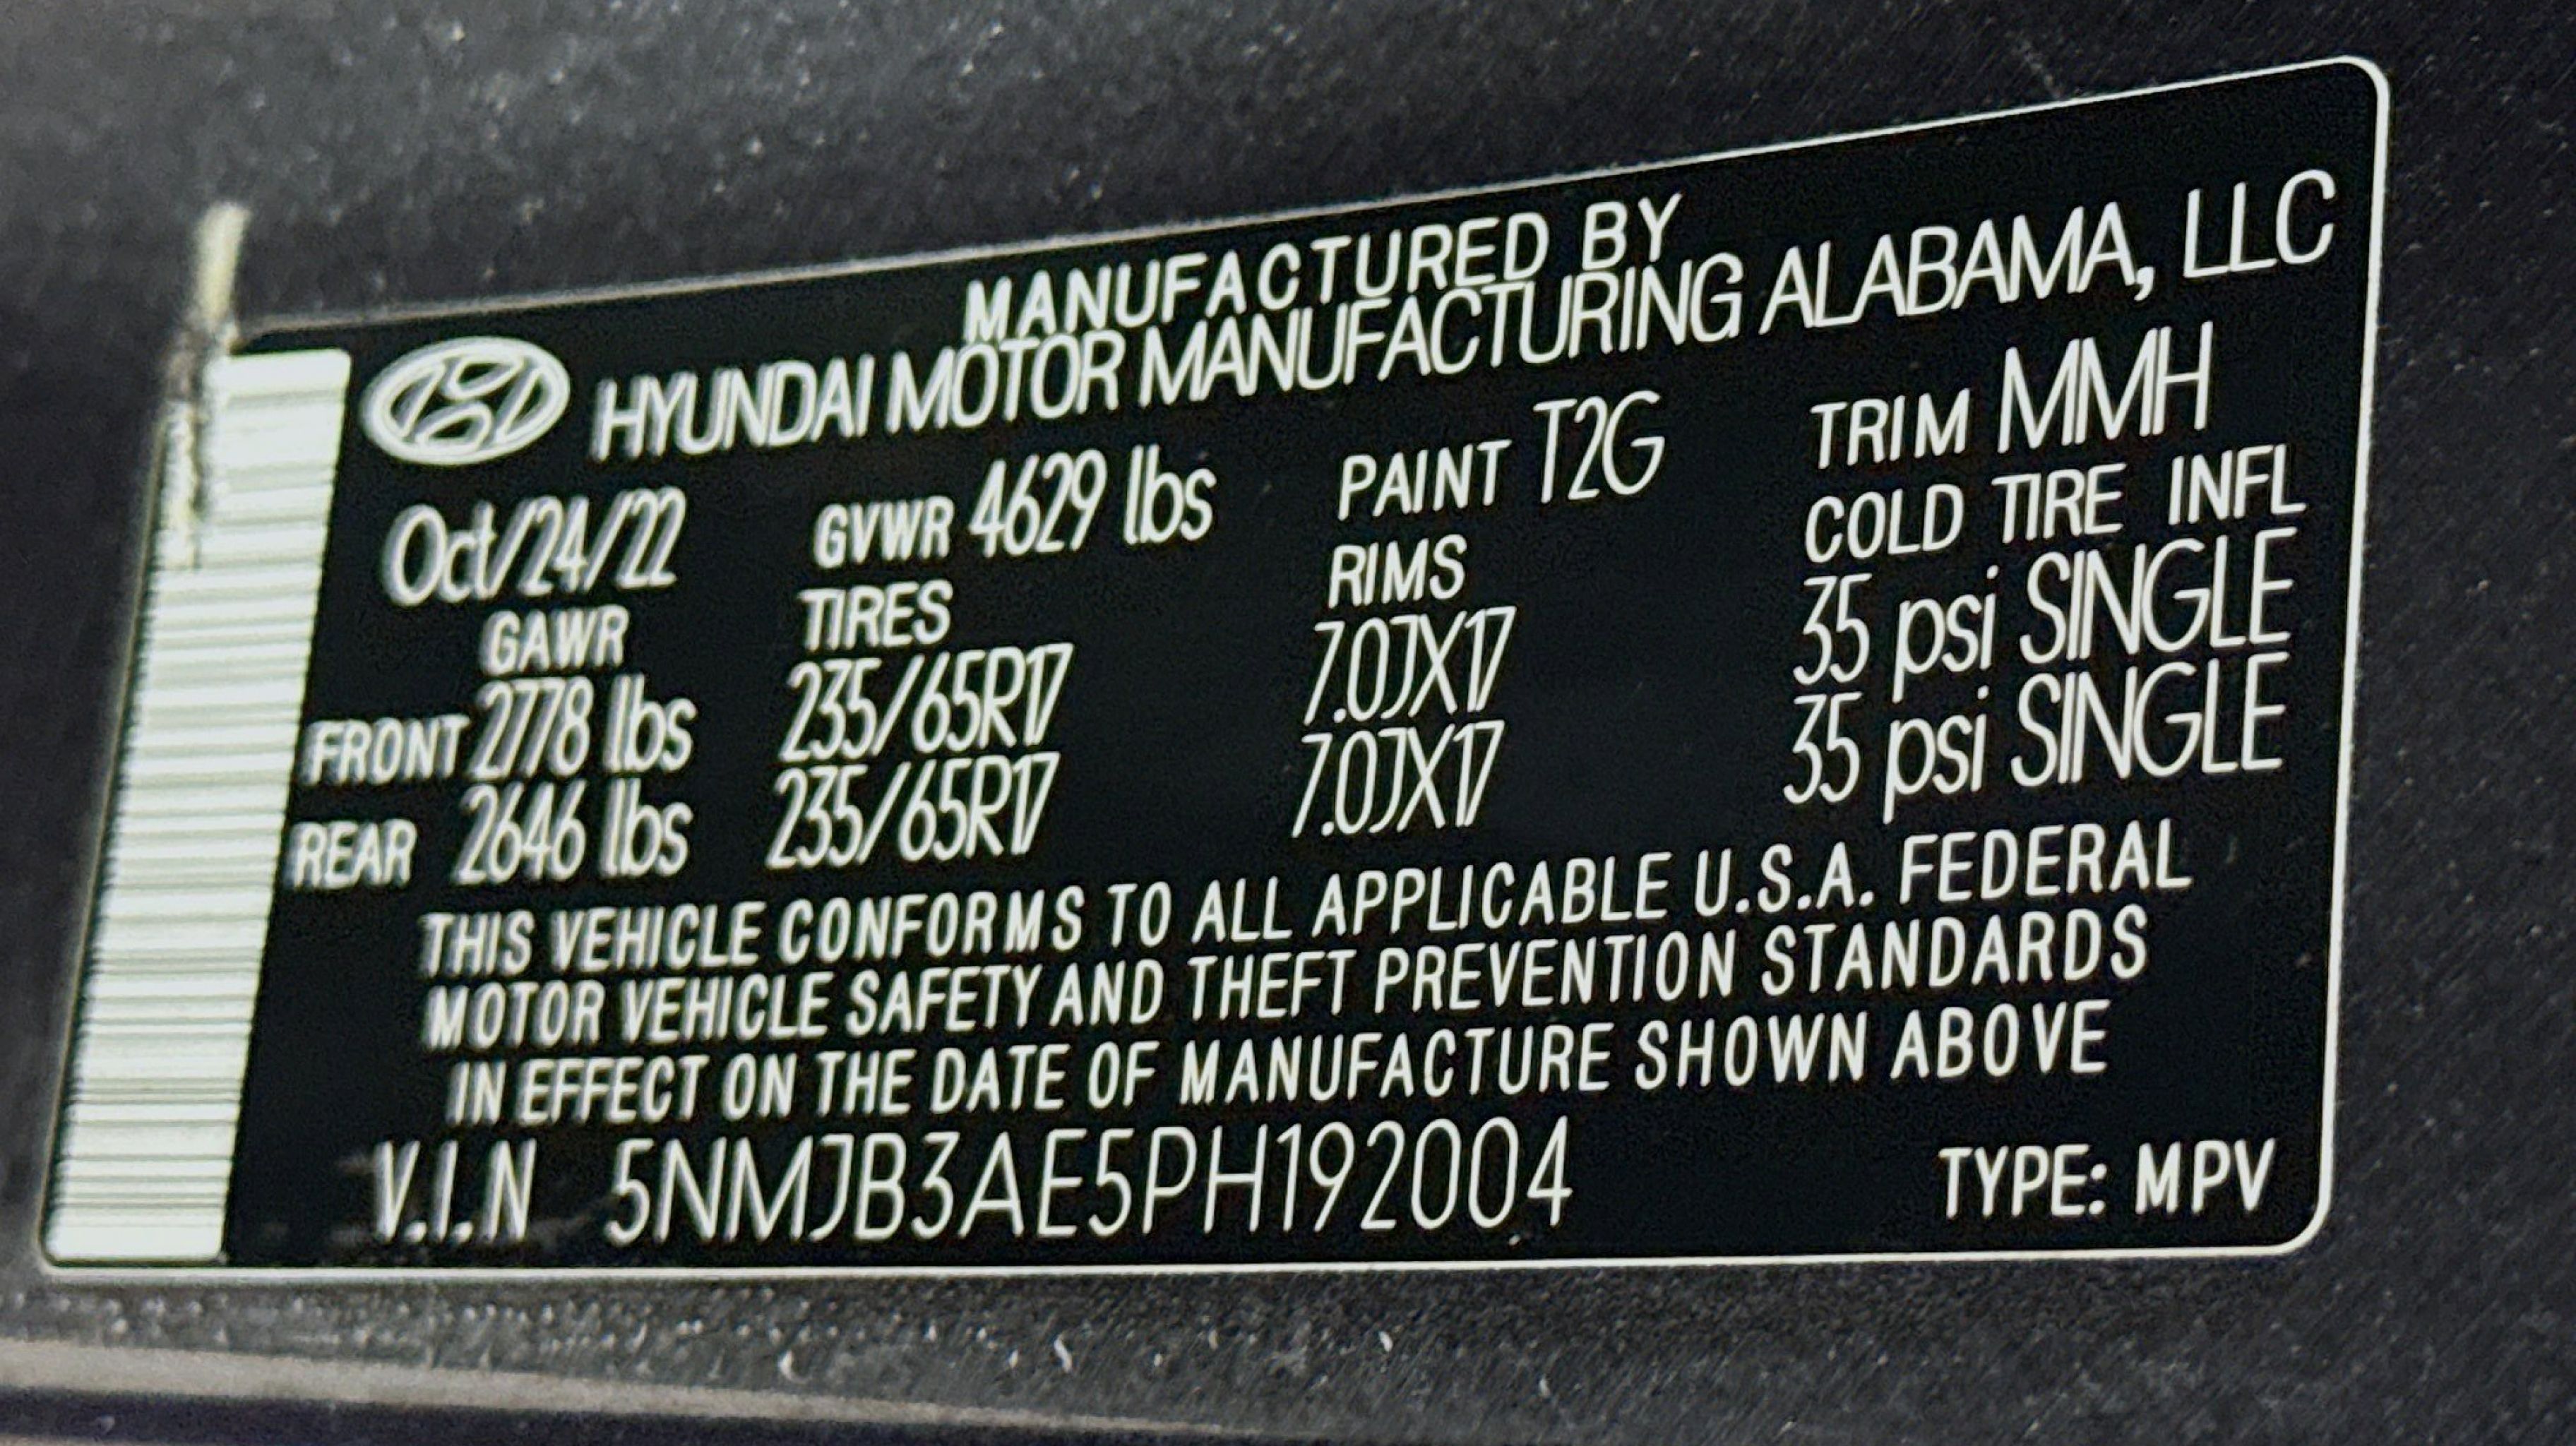 MANUFACTURED BY
HYUNDAI MOTOR MANUFACTURING ALABAMA, LLC
Oct/24/22 GVWR 4629 lbs PAINT T2G TRIM MMH
GAWR TIRES RIMS COLD TIRE INFL
FRONT 2778 lbs 235/65R17 7.0JX17 35 psi SINGLE
REAR 2646 lbs 235/65R17 7.0JX17 35 psi SINGLE
THIS VEHICLE CONFORMS TO ALL APPLICABLE U.S.A. FEDERAL
MOTOR VEHICLE SAFETY AND THEFT PREVENTION STANDARDS
IN EFFECT ON THE DATE OF MANUFACTURE SHOWN ABOVE
V.I.N 5NMJB3AE5PH192004 TYPE: MPV